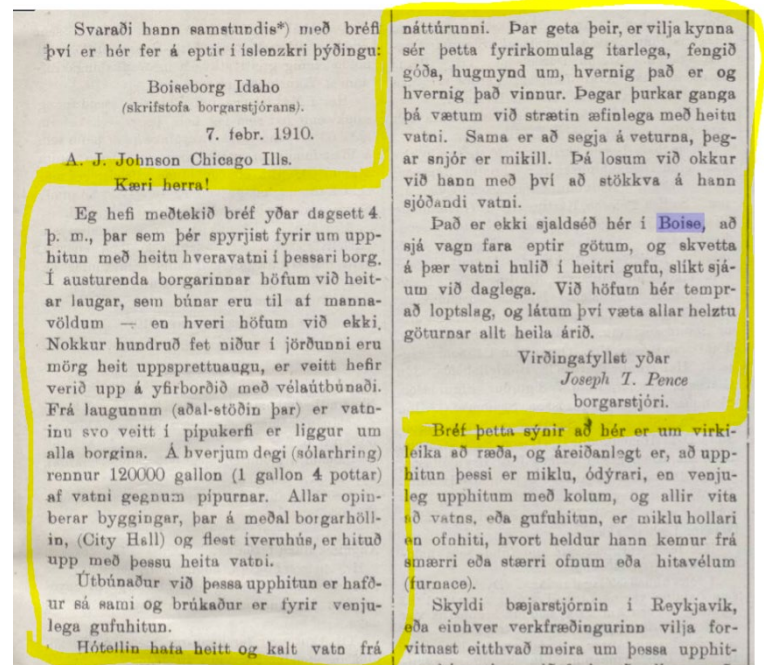 Svaraði hann samstundis*) með bréfi
því er hér fer á eptir í íslenzkri þýðingu:
Boiseborg Idaho
(skrifstofa borgarstjórans).
7. febr. 1910.
A. J. Johnson Chicago Ills.
Kæri herra!
Eg hefi meðtekið bréf yðar dagsett 4
þ. m., þar sem þér spyrjist fyrir um upp-
hitun með heitu hveravatni í þessari borg.
Í austurenda borgarinnar höfum við heit-
ar laugar, sem búnar eru til af manna-
völdum — en hveri höfum við ekki.
Nokkur hundruð fet niður í jörðunni eru
mörg heit uppsprettuaugu, er veitt hefir
verið upp á yfirborðið með vélaútbúnaði.
Frá laugunum (aðal-stöðin þar) er vatn-
inu svo veitt í pípukerfi er liggur um
alla borgina. Á hverjum degi (sólarhring)
rennur 120000 gallon (1 gallon 4 pottar)
af vatni gegnum pípurnar. Allar opin-
berar byggingar, þar á meðal borgarhöll-
in, (City Hall) og flest íveruhús, er hituð
upp með þessu heita vatni.
Útbúnaður við þessa upphitun er hafð-
ur sá sami og brúkaður er fyrir venju-
lega gufuhitun.
Hótellin hafa heitt og kalt vatn frá
náttúrunni. Þar geta þeir, er vilja kynna
sér þetta fyrirkomulag ítarlega, fengið
góða, hugmynd um, hvernig það er og
hvernig það vinnur. Þegar þurkar ganga
þá vætum við strætin æfinlega með heitu
vatni. Sama er að segja á veturna, þeg-
ar snjór er mikill. Þá losum við okkur
við hann með því að stökkva á hann
sjóðandi vatni.
Það er ekki sjaldséð hér í Boise, að
sjá vagn fara eptir götum, og skvetta
á þær vatni hulið í heitri gufu, slíkt sjá-
um við daglega. Við höfum hér tempr-
að loptslag, og látum því væta allar helztu
göturnar allt heila árið.
Virðingafyllst yðar
Joseph T. Pence
borgarstjóri.
Bréf þetta sýnir að hér er um virki-
leika að ræða, og áreiðanlegt er, að upp-
hitun þessi er miklu, ódýrari, en venju-
leg upphitum með kolum, og allir vita
að vatns, eða gufuhitun, er miklu hollari
en ofnhiti, hvort heldur hann kemur frá
smærri eða stærri ofnum eða hitavélum
(furnace).
Skyldi bæjarstjórnin í Reykjavík,
eða einhver verkfræðingurinn vilja for-
vitnast eitthvað meira um þessa upphit-